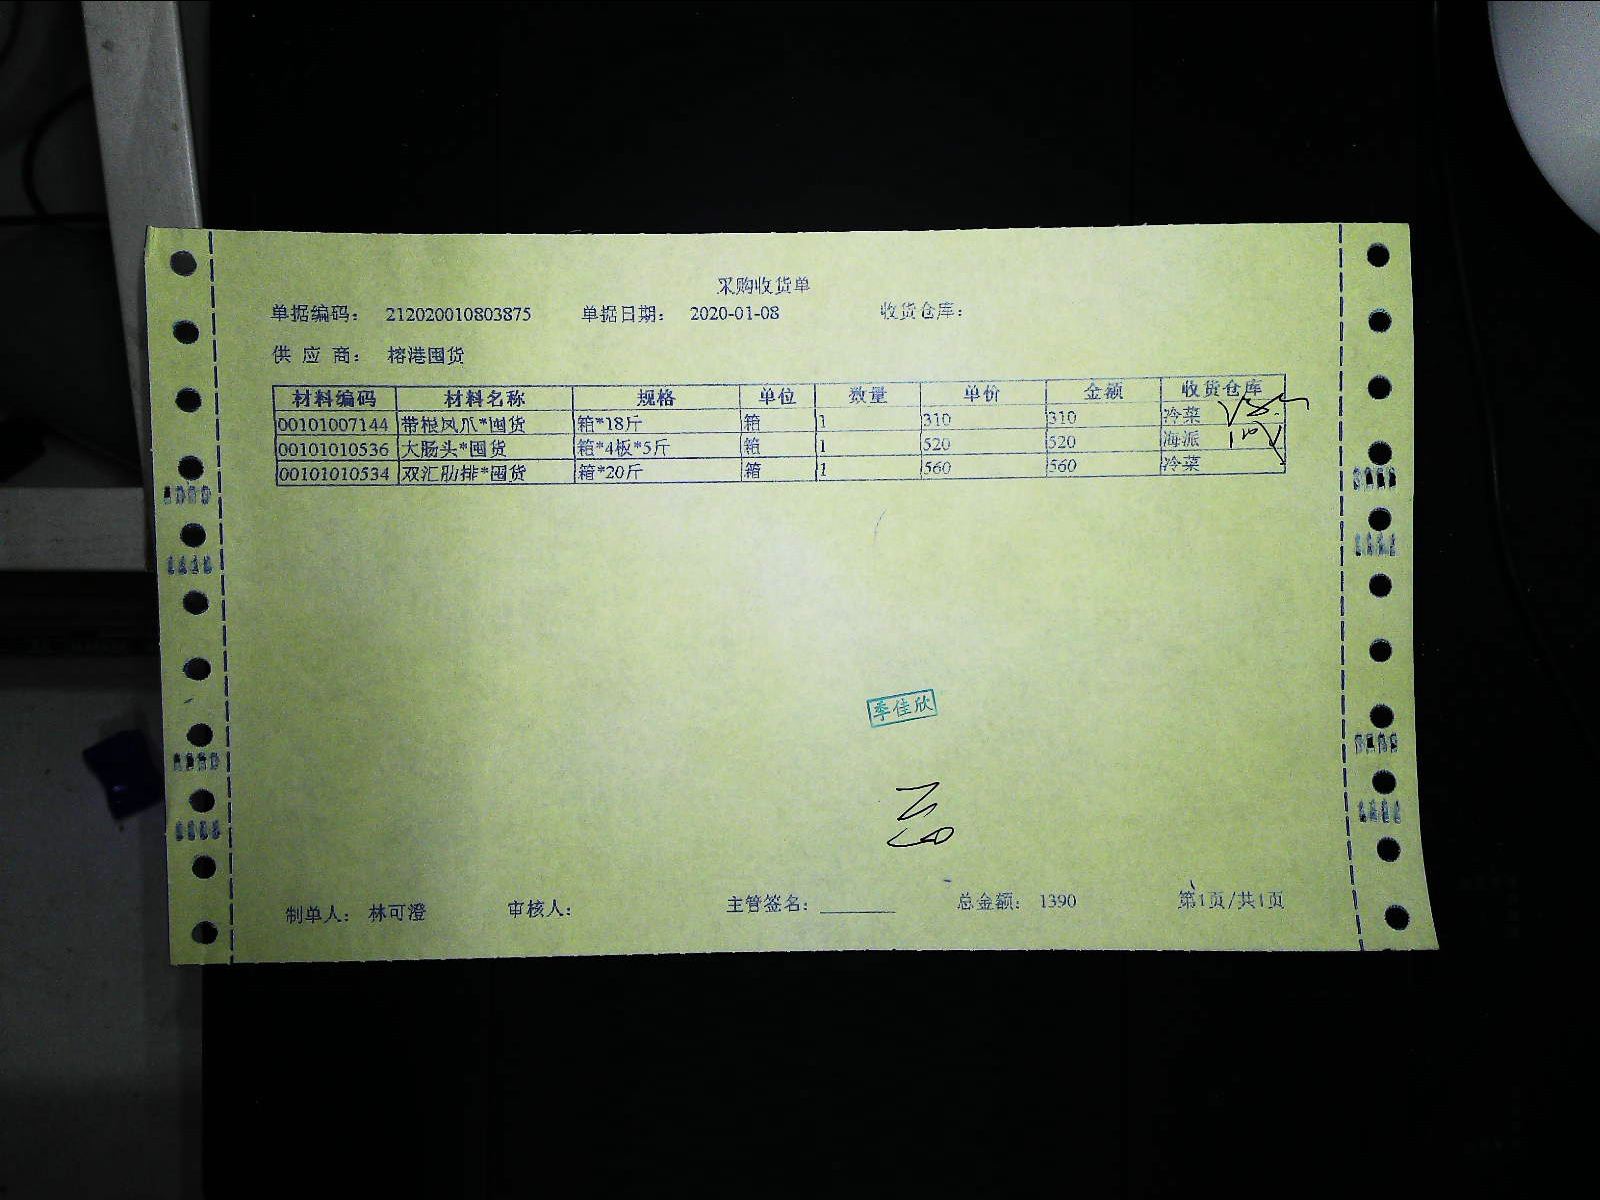 采购收货单
单据编码： 212020010803875 单据日期： 2020-01-08 收货仓库：
供 应 商： 榕港囤货
材料编码 材料名称 规格 单位 数量 单价 金额 收货仓库
00101007144 带根凤爪*囤货 箱*18斤 箱 1 310 310 冷菜
00101010536 大肠头*囤货 箱*4板*5斤 箱 1 520 520 海派
00101010534 双汇肋排*囤货 箱*20斤 箱 1 560 560 冷菜
季佳欣
制单人： 林可澄 审核人： 主管签名： 总金额： 1390 第1页/共1页